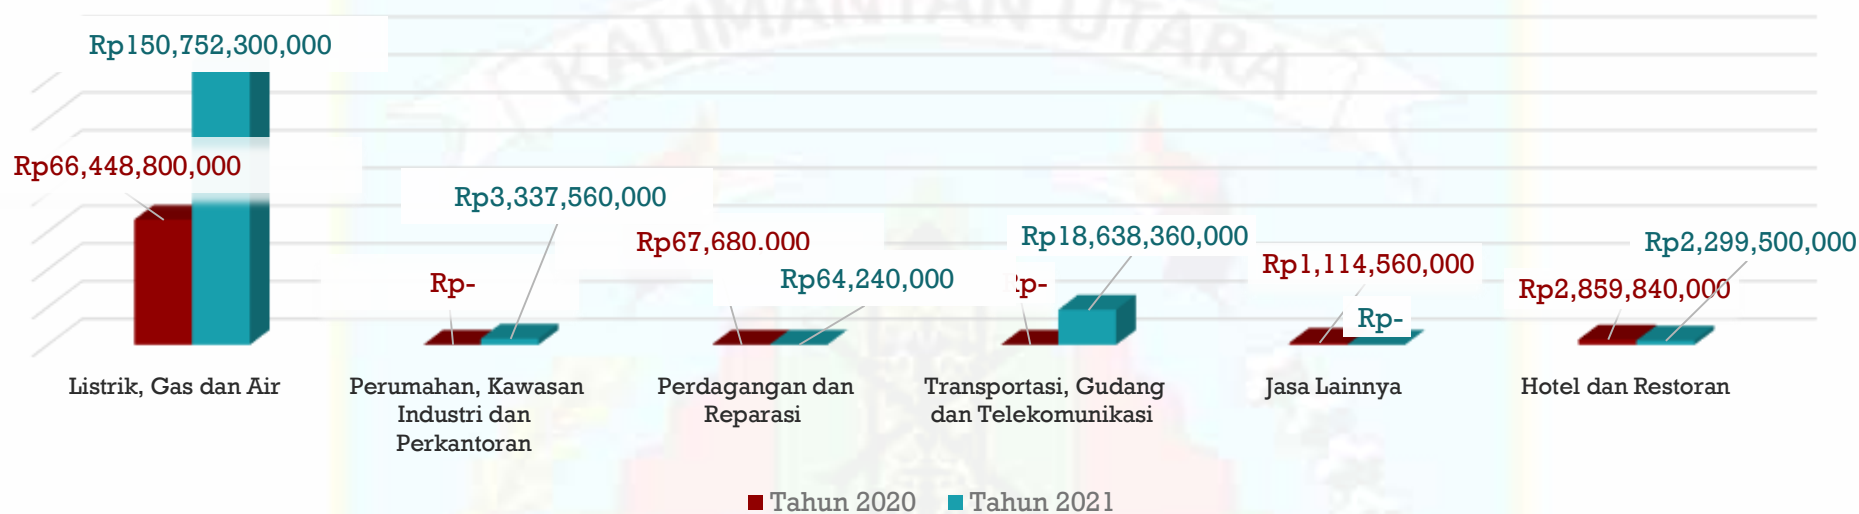 KALIMANTAN UTARA
Rp150,752,300,000
Rp66,448,800,000
Rp-
Rp3,337,560,000
Rp67,680.000
Rp64,240,000
Rp-
Rp18,638,360,000
Rp1,114,560,000
Rp-
Rp2,859,840,000
Rp2,299,500,000
Listrik, Gas dan Air
Perumahan, Kawasan
Industri dan
Perkantoran
Perdagangan dan
Reparasi
Transportasi, Gudang
dan Telekomunikasi
Jasa Lainnya
Hotel dan Restoran
Tahun 2020
Tahun 2021